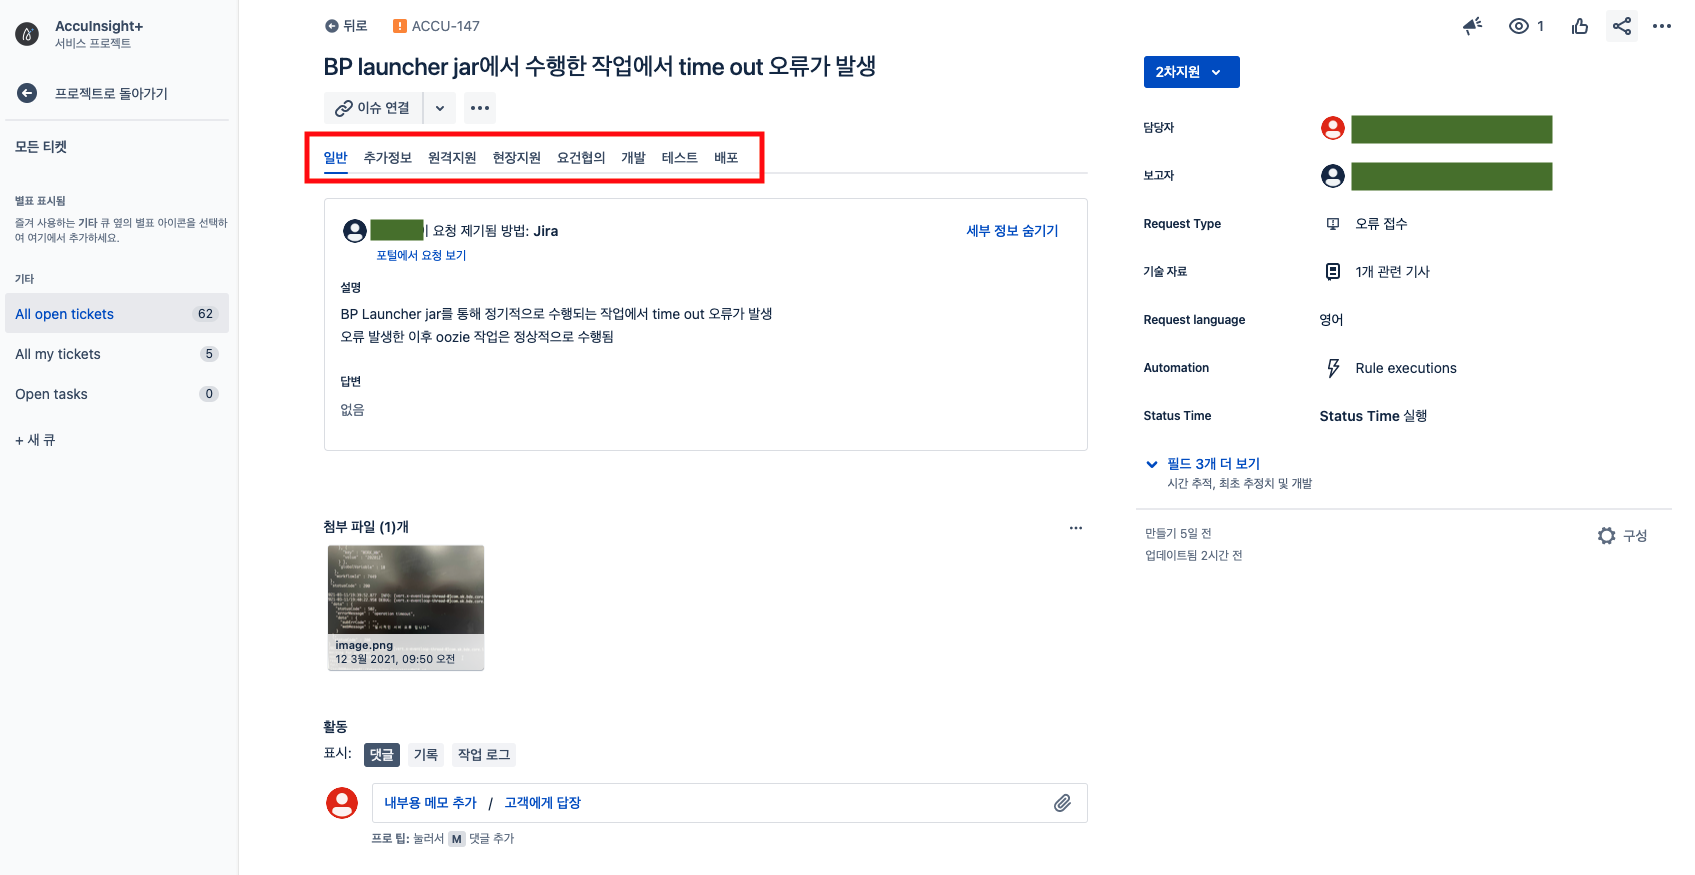 AccuInsight+
서비스 프로젝트
프로젝트로 돌아가기
모든 티켓
별표 표시됨
즐겨 사용하는 기타 큐 옆의 별표 아이콘을 선택하
여 여기에서 추가하세요.
기타
All open tickets 62
All my tickets 5
Open tasks 0
+ 새 큐
뒤로 ACCU-147
BP launcher jar에서 수행한 작업에서 time out 오류가 발생
이슈 연결
일반 추가정보 원격지원 현장지원 요건협의 개발 테스트 배포
요청 제기됨 방법: Jira 세부 정보 숨기기
포털에서 요청 보기
설명
BP Launcher jar를 통해 정기적으로 수행되는 작업에서 time out 오류가 발생
오류 발생한 이후 oozie 작업은 정상적으로 수행됨
답변
없음
첨부 파일 (1)개
image.png
12 3월 2021, 09:50 오전
활동
표시: 댓글 기록 작업 로그
내부용 메모 추가 / 고객에게 답장
프로 팁: 눌러서 M 댓글 추가
1
2차지원
담당자
보고자
Request Type 오류 접수
기술 자료 1개 관련 기사
Request language 영어
Automation Rule executions
Status Time Status Time 실행
필드 3개 더 보기
시간 추적, 최초 추정치 및 개발
만들기 5일 전
업데이트됨 2시간 전
구성